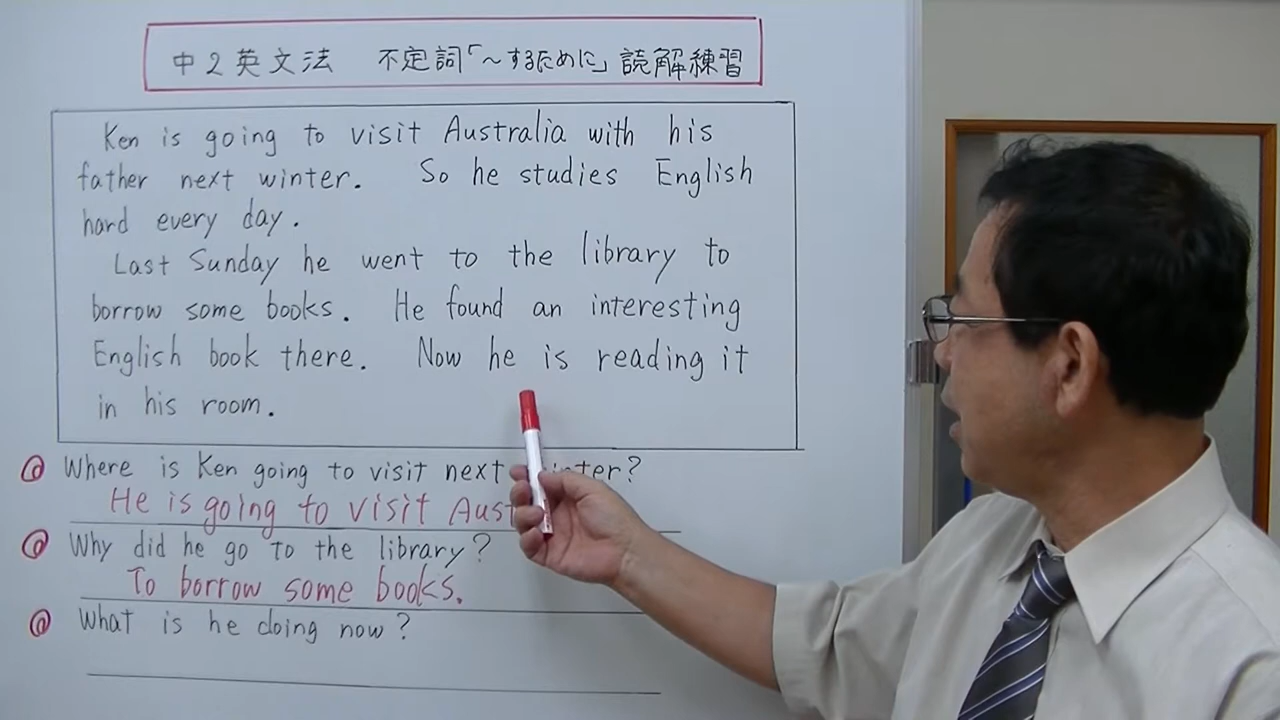 中2英文法 不定詞「～するために」読解練習
Ken is going to visit Australia with his
father next winter. So he studies English
hard every day.
Last Sunday he went to the library to
borrow some books. He found an interesting
English book there. Now he is reading it
in his room.
Q Where is Ken going to visit next winter?
He is going to visit Aust
Q Why did he go to the library?
To borrow some books.
Q What is he doing now?